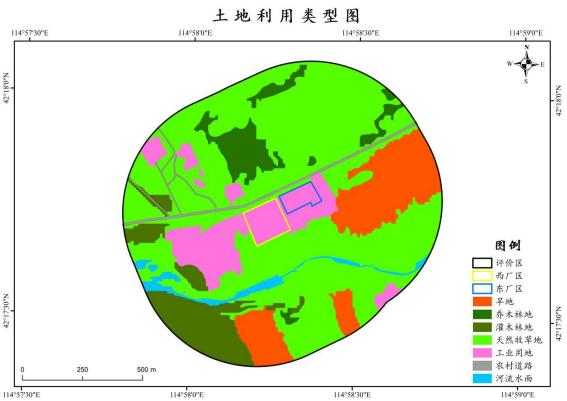 土地利用类型图
114°57'30"E 114°58'0"E 114°58'30"E 114°59'0"E
N
W E
S
42°18'0"N 42°18'0"N
42°17'30"N 42°17'30"N
图例
评价区
西厂区
东厂区
旱地
乔木林地
灌木林地
天然牧草地
工业用地
农村道路
河流水面
0 250 500 m
114°57'30"E 114°58'0"E 114°58'30"E 114°59'0"E